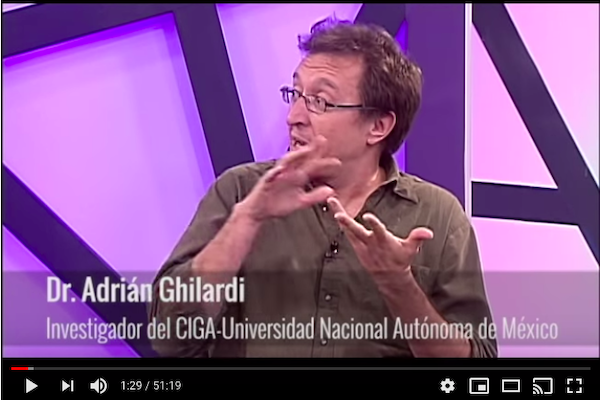 Dr. Adrián Ghilardi
Investigador del CIGA-Universidad Nacional Autónoma de México
1:29 / 51:19